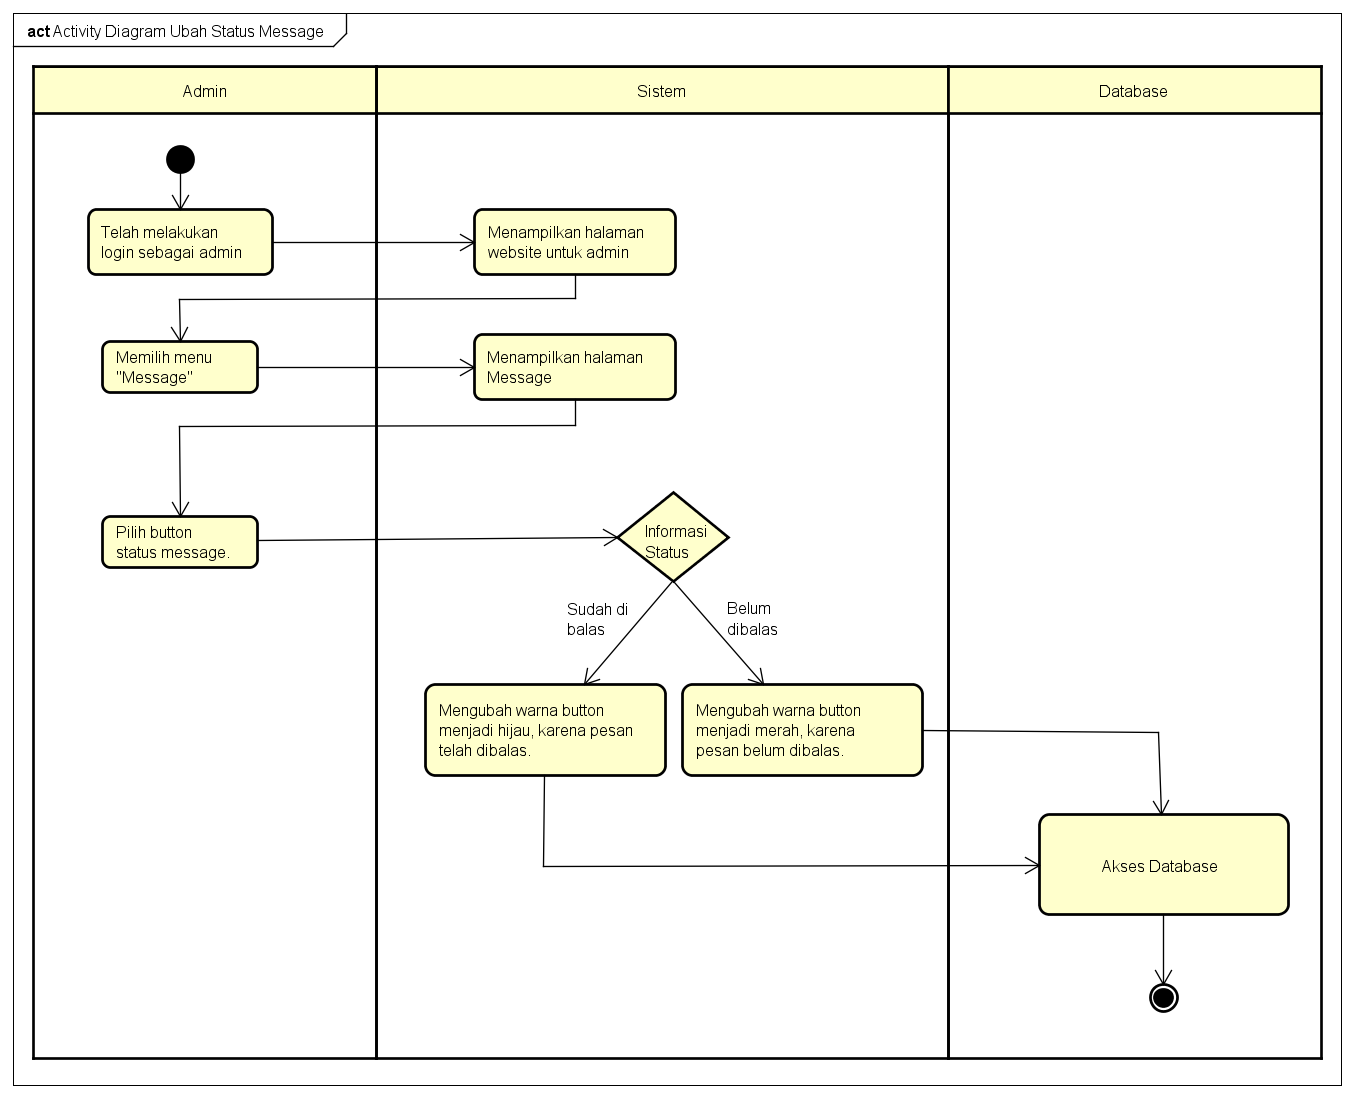 act Activity Diagram Ubah Status Message
Admin
Sistem
Database
Telah melakukan
login sebagai admin
Menampilkan halaman
website untuk admin
Memilih menu
"Message"
Menampilkan halaman
Message
Pilih button
status message.
Informasi
Status
Sudah di
balas
Belum
dibalas
Mengubah warna button
menjadi hijau, karena pesan
telah dibalas.
Mengubah warna button
menjadi merah, karena
pesan belum dibalas.
Akses Database